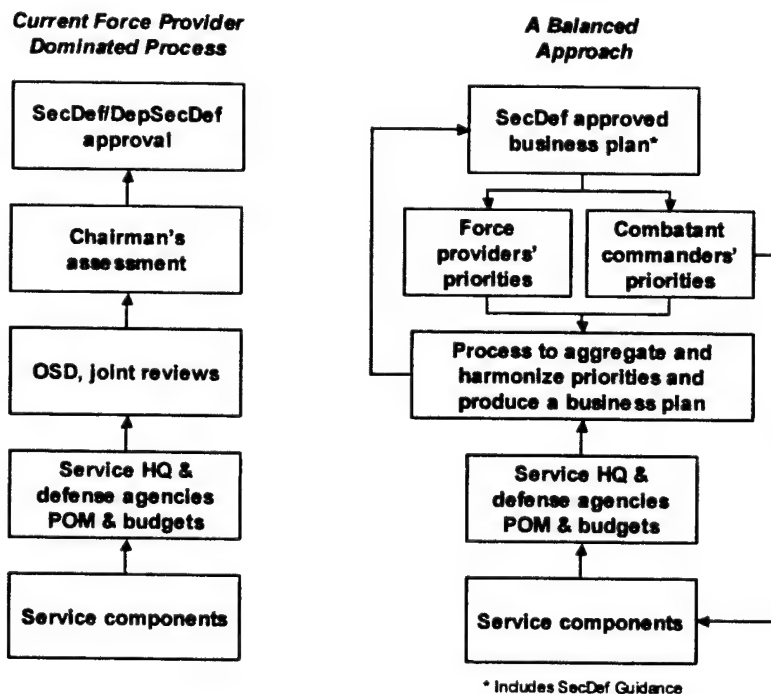 Current Force Provider
Dominated Process
SecDef/DepSecDef
approval
Chairman's
assessment
OSD, joint reviews
Service HQ &
defense agencies
POM & budgets
Service components
A Balanced
Approach
SecDef approved
business plan*
Force
providers'
priorities
Combatant
commanders'
priorities
Process to aggregate and
harmonize priorities and
produce a business plan
Service HQ &
defense agencies
POM & budgets
Service components
* Includes SecDef Guidance